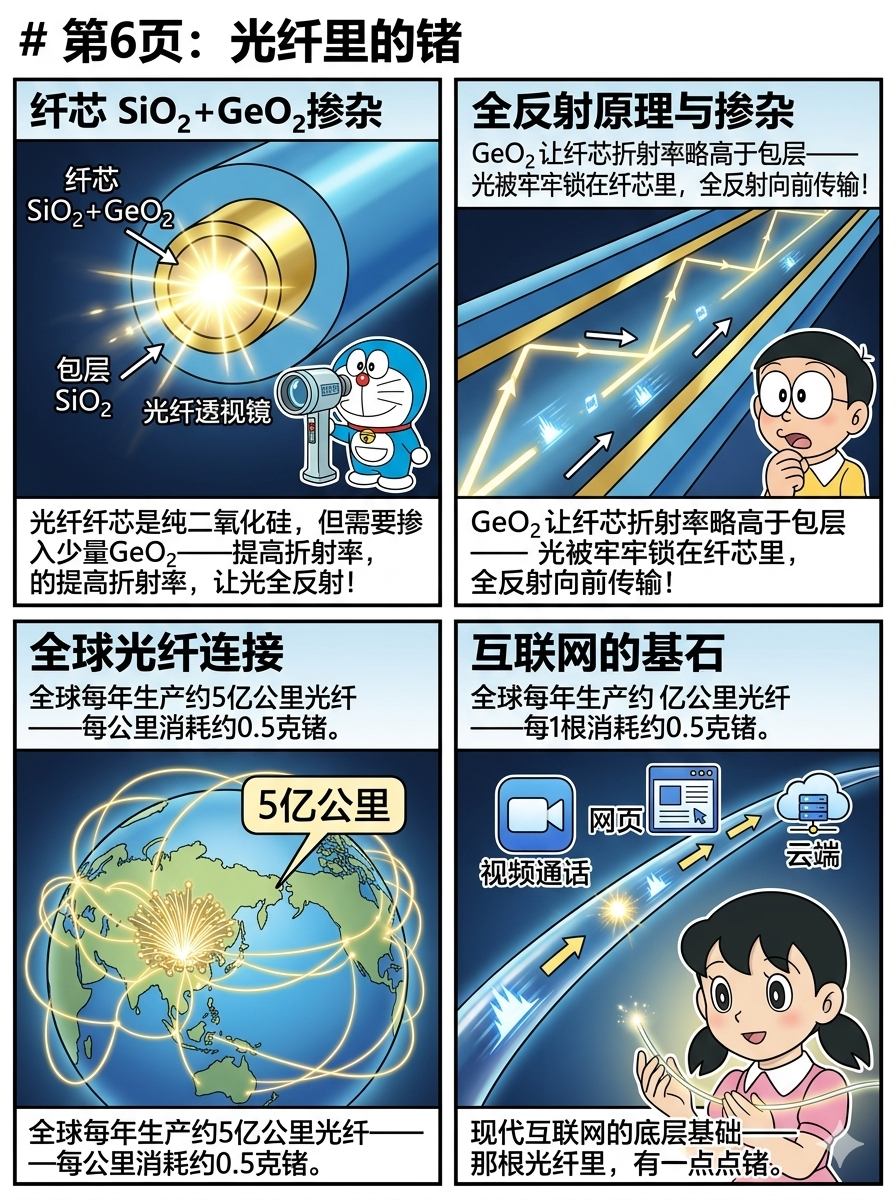 # 第6页：光纤里的锗
纤芯 SiO₂+GeO₂掺杂
纤芯
SiO₂+GeO₂
包层
SiO₂
光纤透视镜
光纤纤芯是纯二氧化硅，但需要掺
入少量GeO₂——提高折射率，
的提高折射率，让光全反射！
全反射原理与掺杂
GeO₂让纤芯折射率略高于包层——
光被牢牢锁在纤芯里，全反射向前传输！
GeO₂让纤芯折射率略高于包层
—— 光被牢牢锁在纤芯里，
全反射向前传输！
全球光纤连接
全球每年生产约5亿公里光纤
——每公里消耗约0.5克锗。
5亿公里
全球每年生产约5亿公里光纤——
—每公里消耗约0.5克锗。
互联网的基石
全球每年生产约 亿公里光纤
——每1根消耗约0.5克锗。
视频通话
网页
云端
现代互联网的底层基础——
那根光纤里，有一点点锗。